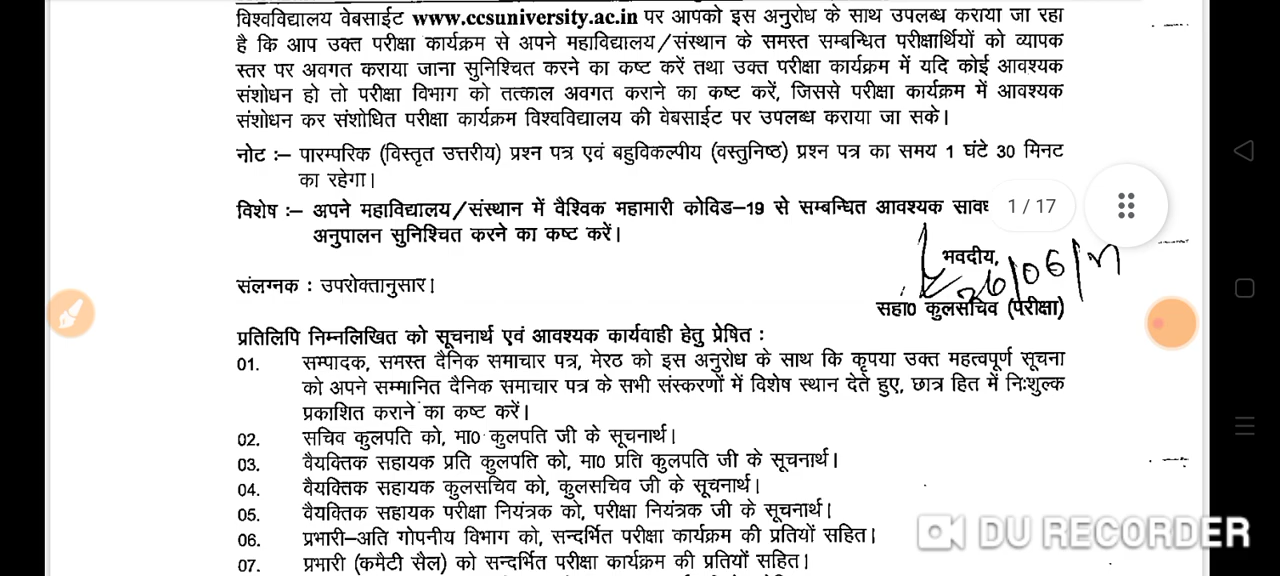 विश्वविद्यालय वेबसाईट www.ccsuniversity.ac.in पर आपको इस अनुरोध के साथ उपलब्ध कराया जा रहा
है कि आप उक्त परीक्षा कार्यक्रम से अपने महाविद्यालय/संस्थान के समस्त सम्बन्धित परीक्षार्थियों को व्यापक
स्तर पर अवगत कराया जाना सुनिश्चित करने का कष्ट करें तथा उक्त परीक्षा कार्यक्रम में यदि कोई आवश्यक
संशोधन हो तो परीक्षा विभाग को तत्काल अवगत कराने का कष्ट करें, जिससे परीक्षा कार्यक्रम में आवश्यक
संशोधन कर संशोधित परीक्षा कार्यक्रम विश्वविद्यालय की वेबसाईट पर उपलब्ध कराया जा सके।
नोट :– पारम्परिक (विस्तृत उत्तरीय) प्रश्न पत्र एवं बहुविकल्पीय (वस्तुनिष्ठ) प्रश्न पत्र का समय 1 घंटे 30 मिनट
का रहेगा।
विशेष :– अपने महाविद्यालय/संस्थान में वैश्विक महामारी कोविड–19 से सम्बन्धित आवश्यक साव
1 / 17
अनुपालन सुनिश्चित करने का कष्ट करें।
भवदीय,
26/06/
संलग्नक : उपरोक्तानुसार।
सहा0 कुलसचिव (परीक्षा)
प्रतिलिपि निम्नलिखित को सूचनार्थ एवं आवश्यक कार्यवाही हेतु प्रेषित :
01. सम्पादक, समस्त दैनिक समाचार पत्र, मेरठ को इस अनुरोध के साथ कि कृपया उक्त महत्वपूर्ण सूचना
को अपने सम्मानित दैनिक समाचार पत्र के सभी संस्करणों में विशेष स्थान देते हुए, छात्र हित में निःशुल्क
प्रकाशित कराने का कष्ट करें।
02. सचिव कुलपति को, मा0 कुलपति जी के सूचनार्थ।
03. वैयक्तिक सहायक प्रति कुलपति को, मा0 प्रति कुलपति जी के सूचनार्थ।
04. वैयक्तिक सहायक कुलसचिव को, कुलसचिव जी के सूचनार्थ।
05. वैयक्तिक सहायक परीक्षा नियंत्रक को, परीक्षा नियंत्रक जी के सूचनार्थ।
06. प्रभारी–अति गोपनीय विभाग को, सन्दर्भित परीक्षा कार्यक्रम की प्रतियों सहित।
07. प्रभारी (कमैटी सैल) को सन्दर्भित परीक्षा कार्यक्रम की प्रतियों सहित।
DU RECORDER